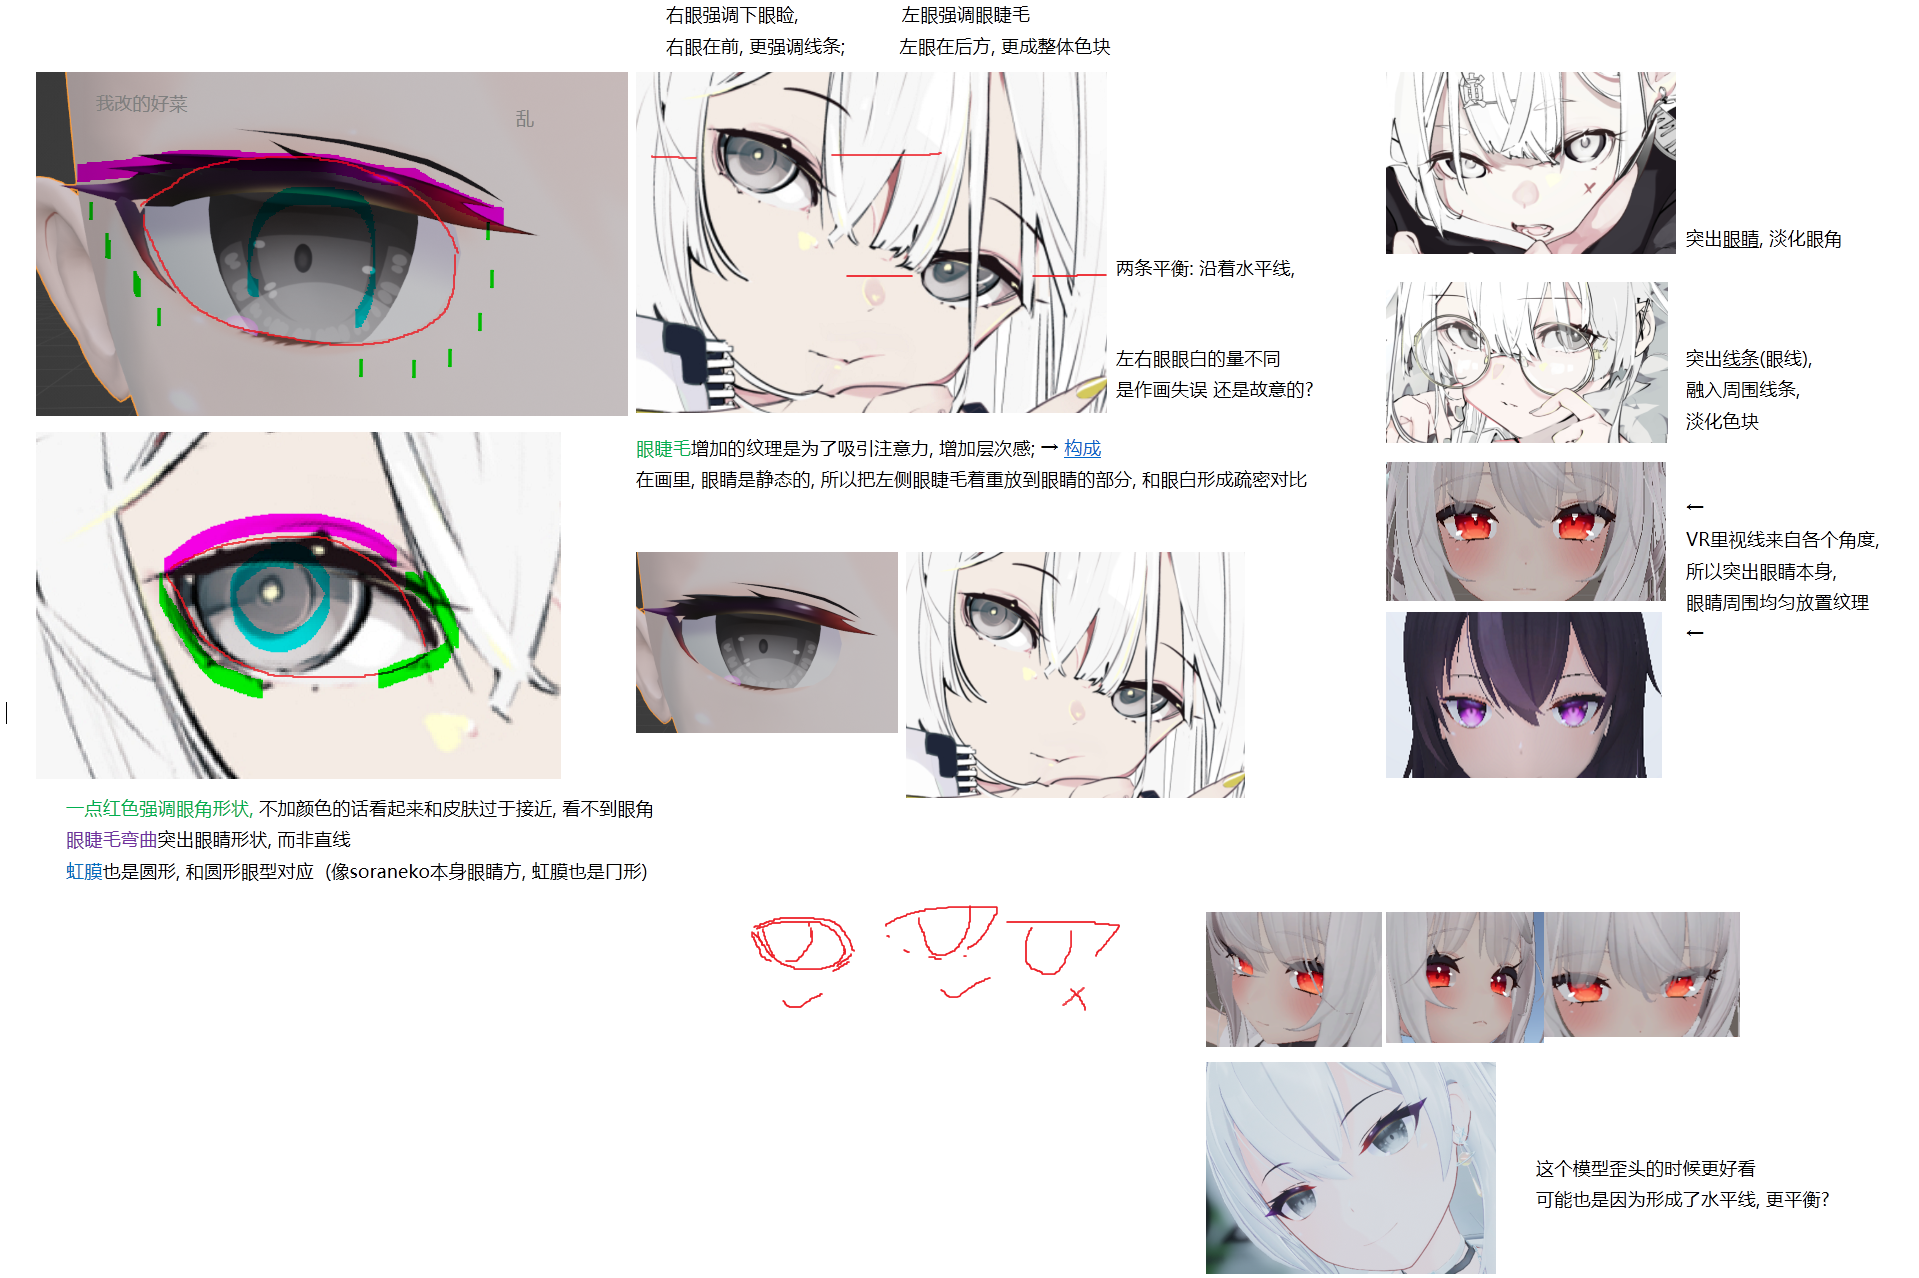 右眼强调下眼睑,
右眼在前, 更强调线条;
左眼强调眼睫毛
左眼在后方, 更成整体色块
我改的好菜
乱
两条平衡: 沿着水平线,
左右眼眼白的量不同
是作画失误 还是故意的?
突出眼睛, 淡化眼角
突出线条(眼线),
融入周围线条,
淡化色块
眼睫毛增加的纹理是为了吸引注意力, 增加层次感; → 构成
在画里, 眼睛是静态的, 所以把左侧眼睫毛着重放到眼睛的部分, 和眼白形成疏密对比
←
VR里视线来自各个角度,
所以突出眼睛本身,
眼睛周围均匀放置纹理
←
一点红色强调眼角形状, 不加颜色的话看起来和皮肤过于接近, 看不到眼角
眼睫毛弯曲突出眼睛形状, 而非直线
虹膜也是圆形, 和圆形眼型对应 (像soraneko本身眼睛方, 虹膜也是冂形)
这个模型歪头的时候更好看
可能也是因为形成了水平线, 更平衡?